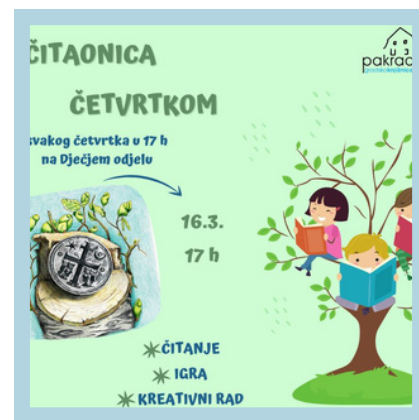 ČITAONICA
ČETVRTKOM
svakog četvrtka u 17 h
na Dječjem odjelu
16.3.
17 h
ČITANJE
IGRA
KREATIVNI RAD
pakrac